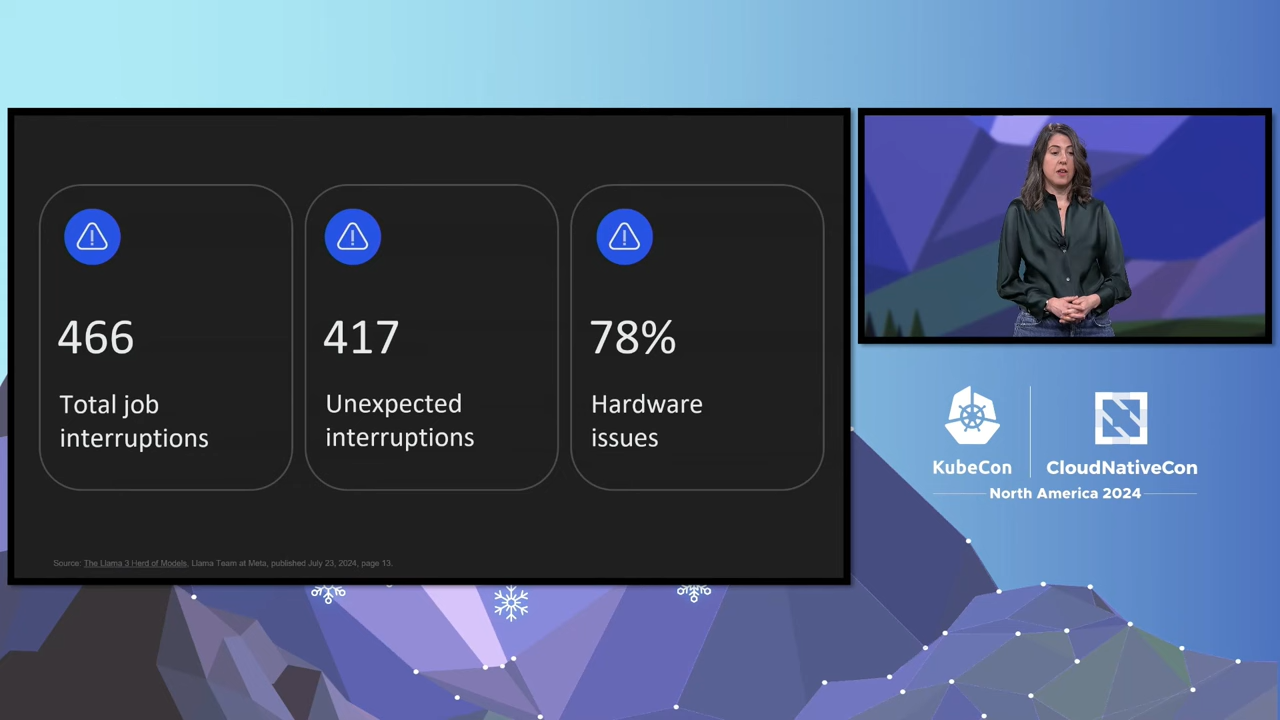 466
Total job
interruptions
417
Unexpected
interruptions
78%
Hardware
issues
Source: The Llama 3 Herd of Models, Llama Team at Meta, published July 23, 2024, page 13.
KubeCon
CloudNativeCon
North America 2024